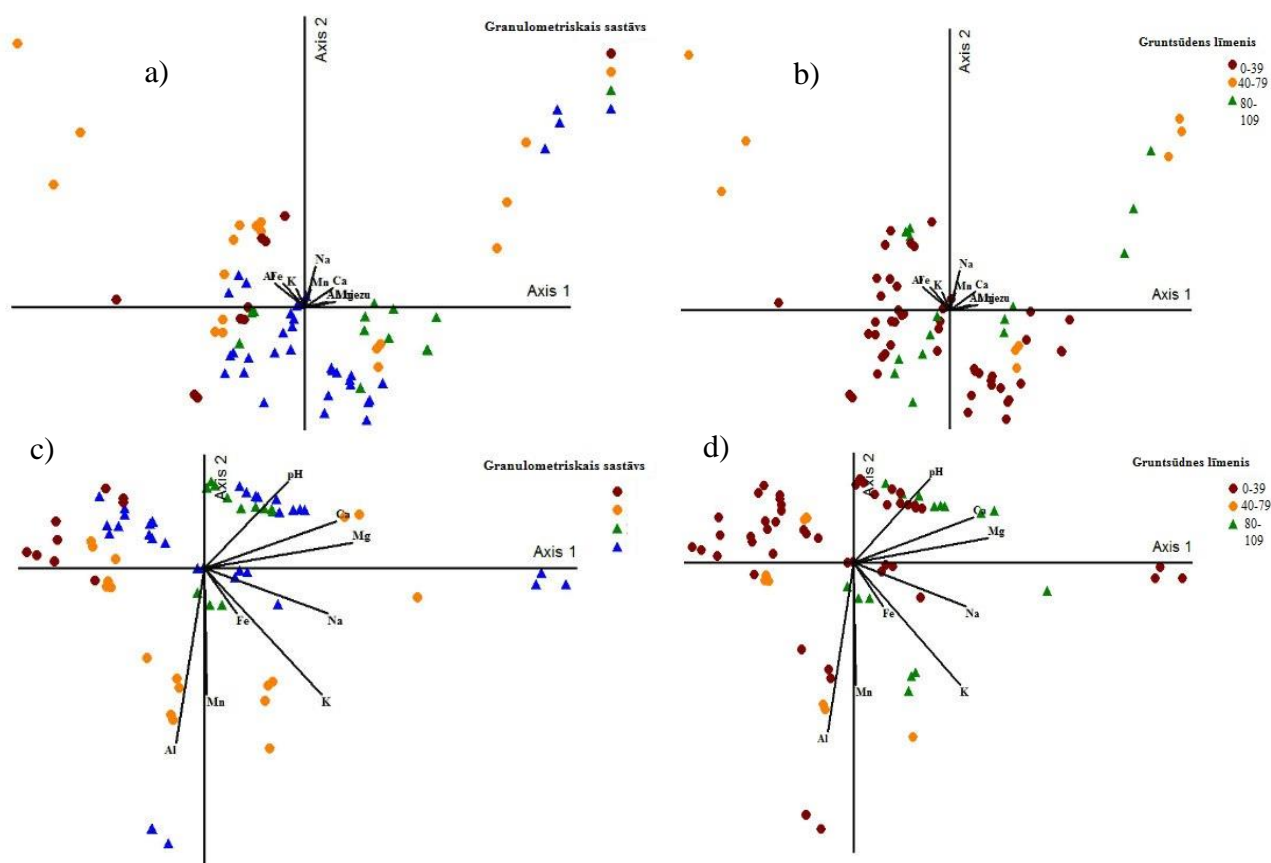 a)
Axis 2
Granulometriskais sastāvs
Na
Fe
K
Mn
Ca
Axis 1
b)
Axis 2
Gruntsūdens līmenis
0-39
40-79
80-
109
Na
Fe
K
Mn
Ca
Axis 1
c)
Axis 2
Granulometriskais sastāvs
pH
Ca
Mg
Axis 1
Fe
Na
Mn
K
Al
d)
Axis 2
Gruntsūdnes līmenis
0-39
40-79
80-
109
pH
Ca
Mg
Axis 1
Fe
Na
Mn
K
Al